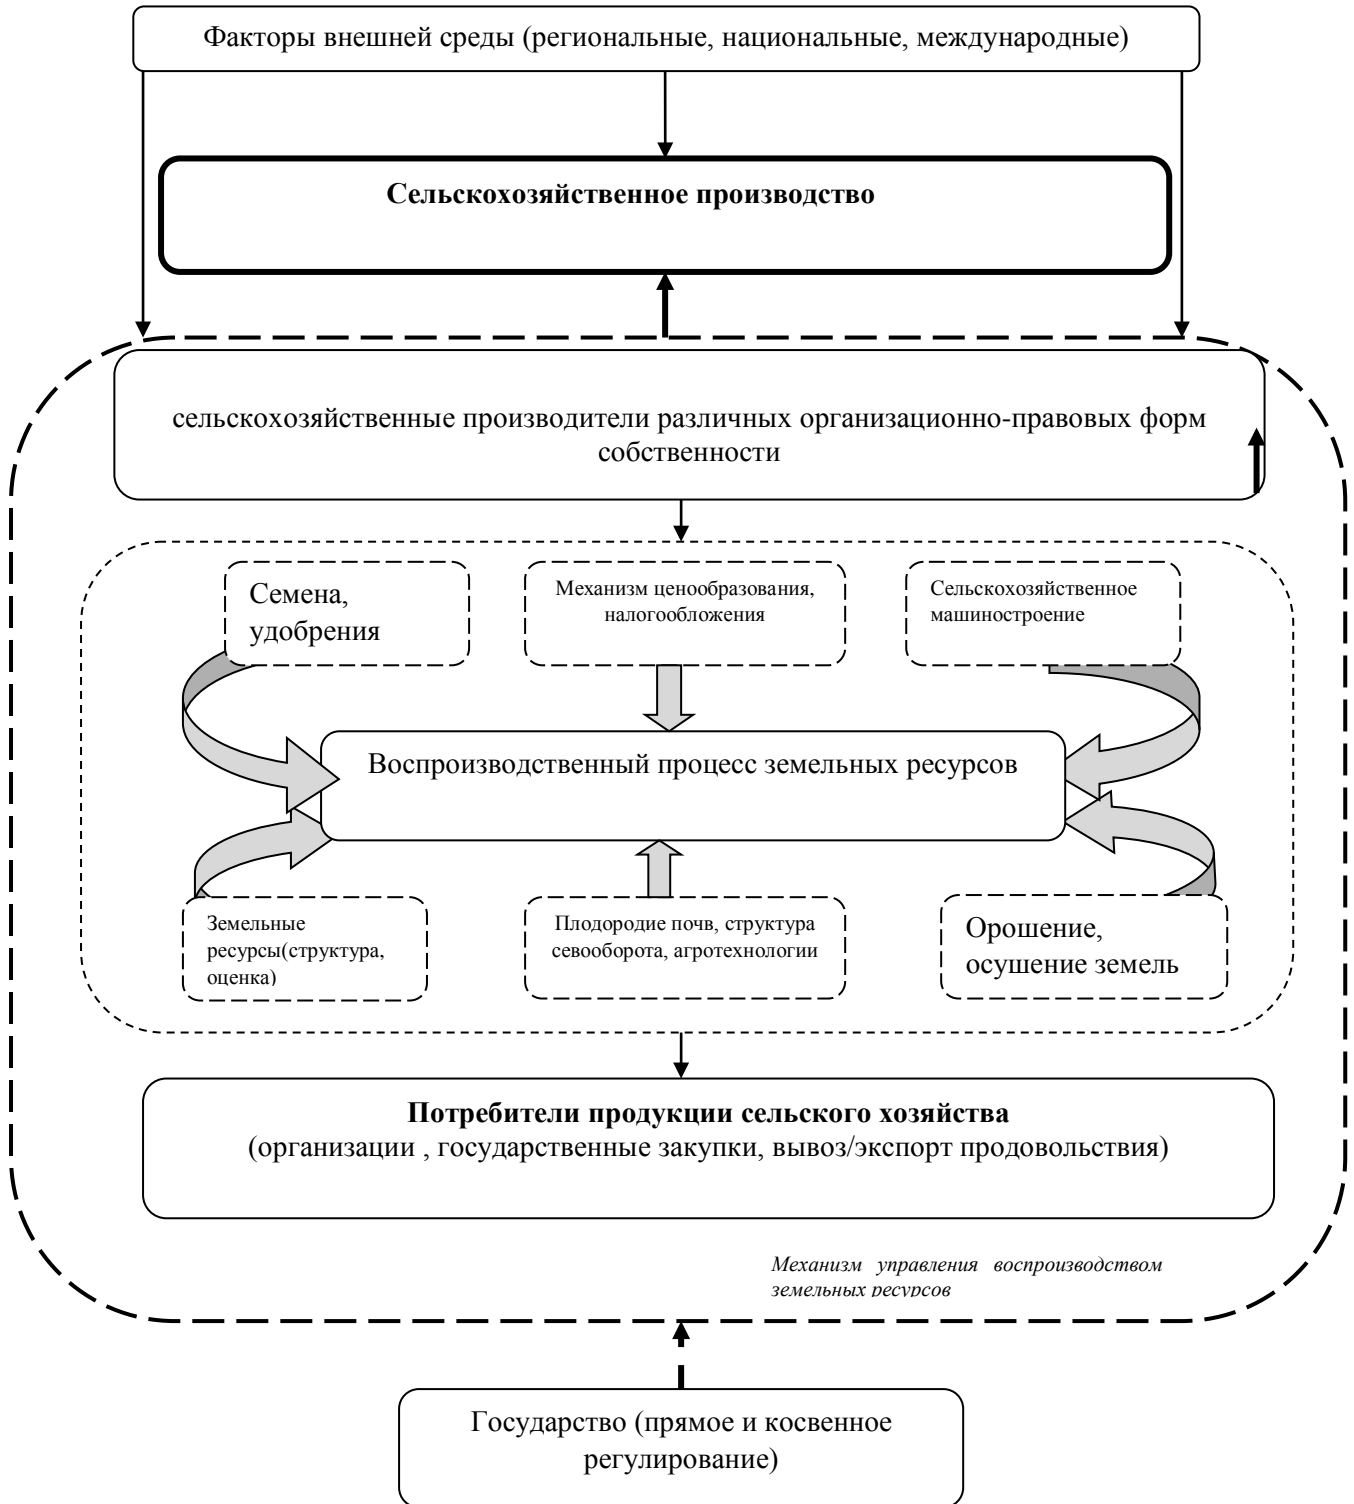 Факторы внешней среды (региональные, национальные, международные)
Сельскохозяйственное производство
сельскохозяйственные производители различных организационно-правовых форм
собственности
Семена,
удобрения
Механизм ценообразования,
налогообложения
Сельскохозяйственное
машиностроение
Воспроизводственный процесс земельных ресурсов
Земельные
ресурсы(структура,
оценка)
Плодородие почв, структура
севооборота, агротехнологии
Орошение,
осушение земель
Потребители продукции сельского хозяйства
(организации , государственные закупки, вывоз/экспорт продовольствия)
Механизм управления воспроизводством
земельных ресурсов
Государство (прямое и косвенное
регулирование)